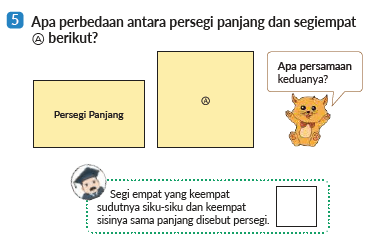 5 Apa perbedaan antara persegi panjang dan segiempat
Ⓐ berikut?
Persegi Panjang
Ⓐ
Apa persamaan
keduanya?
Segi empat yang keempat
sudutnya siku-siku dan keempat
sisinya sama panjang disebut persegi.